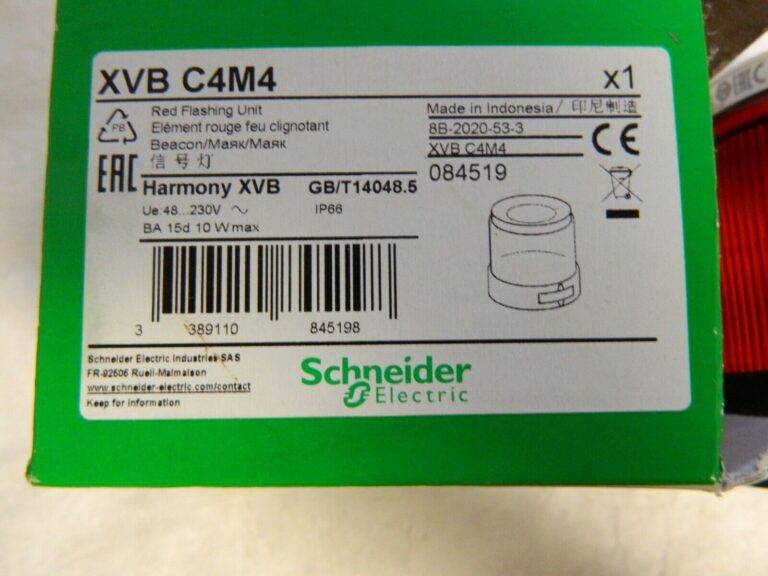 XVB C4M4 x1
Red Flashing Unit
Elément rouge feu clignotant
Beacon/Маяк/Маяк
信号灯
Made in Indonesia/ 印尼制造
8B-2020-53-3
XVB C4M4
084519
CE
PB
EAC
Harmony XVB GB/T14048.5
Ue:48...230V ∼ IP66
BA 15d 10 W max
3 389110 845198
Schneider Electric Industries SAS
FR-92506 Rueil-Malmaison
www.schneider-electric.com/contact
Keep for information
Schneider
Electric
EAC